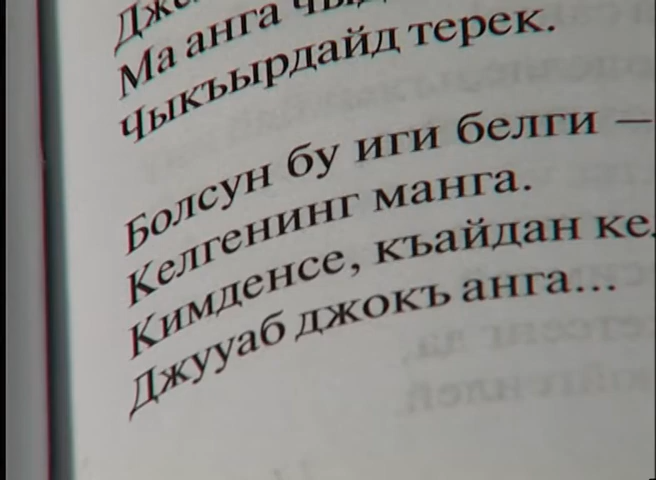 Ма анга
Чыкъырдайд терек.
Болсун бу иги белги —
Келгенинг манга.
Кимденсе, къайдан
Джууаб джокъ анга...